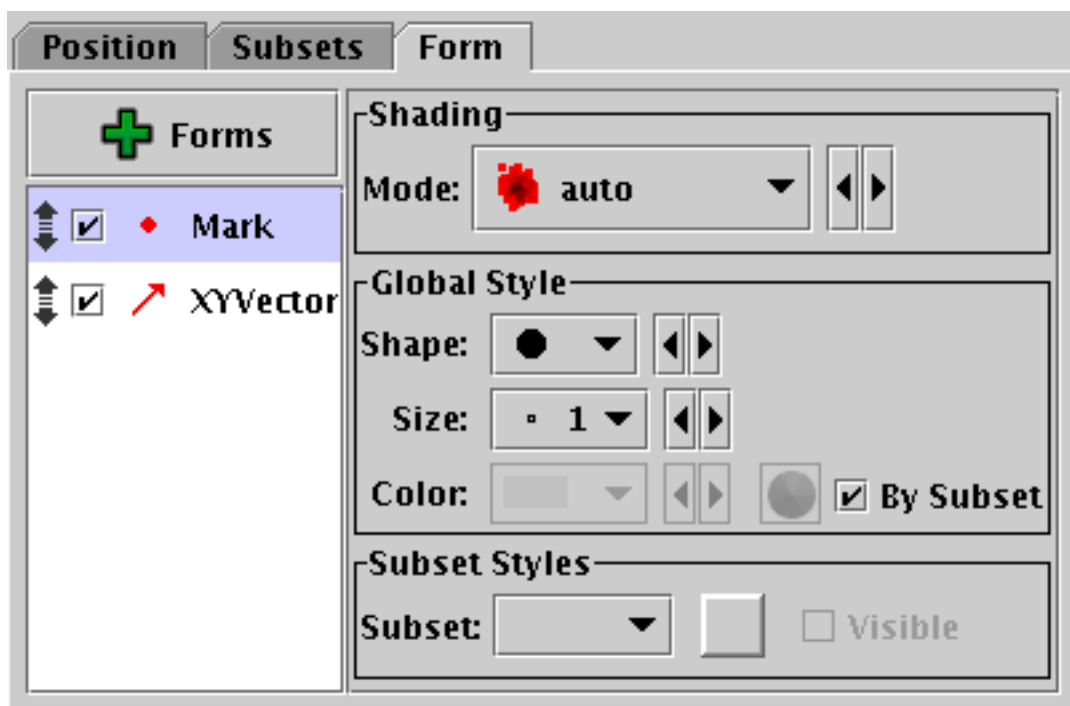 Position Subsets Form
Forms
Mark
XYVector
Shading
Mode: auto
Global Style
Shape:
Size: 1
Color: By Subset
Subset Styles
Subset: Visible